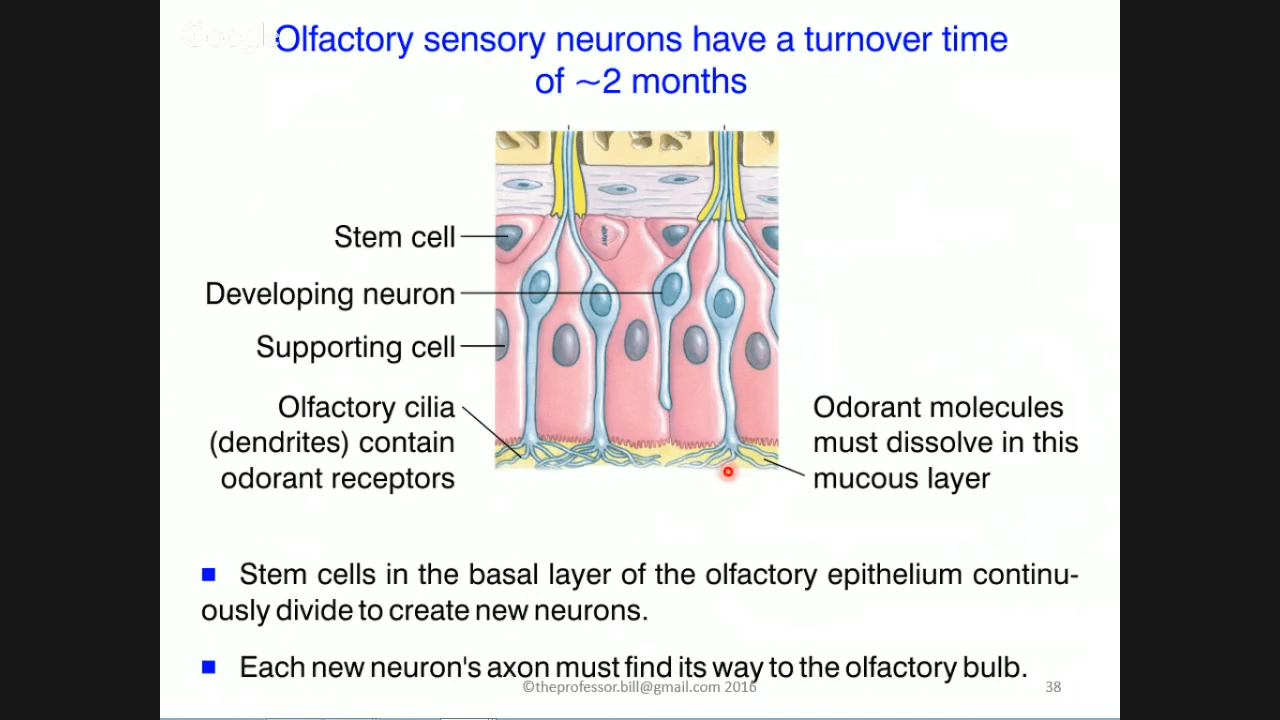 Google
Olfactory sensory neurons have a turnover time
of ~2 months
Stem cell
Developing neuron
Supporting cell
Olfactory cilia
(dendrites) contain
odorant receptors
Odorant molecules
must dissolve in this
mucous layer
■ Stem cells in the basal layer of the olfactory epithelium continu-
ously divide to create new neurons.
■ Each new neuron's axon must find its way to the olfactory bulb.
©theprofessor.bill@gmail.com 2016
38